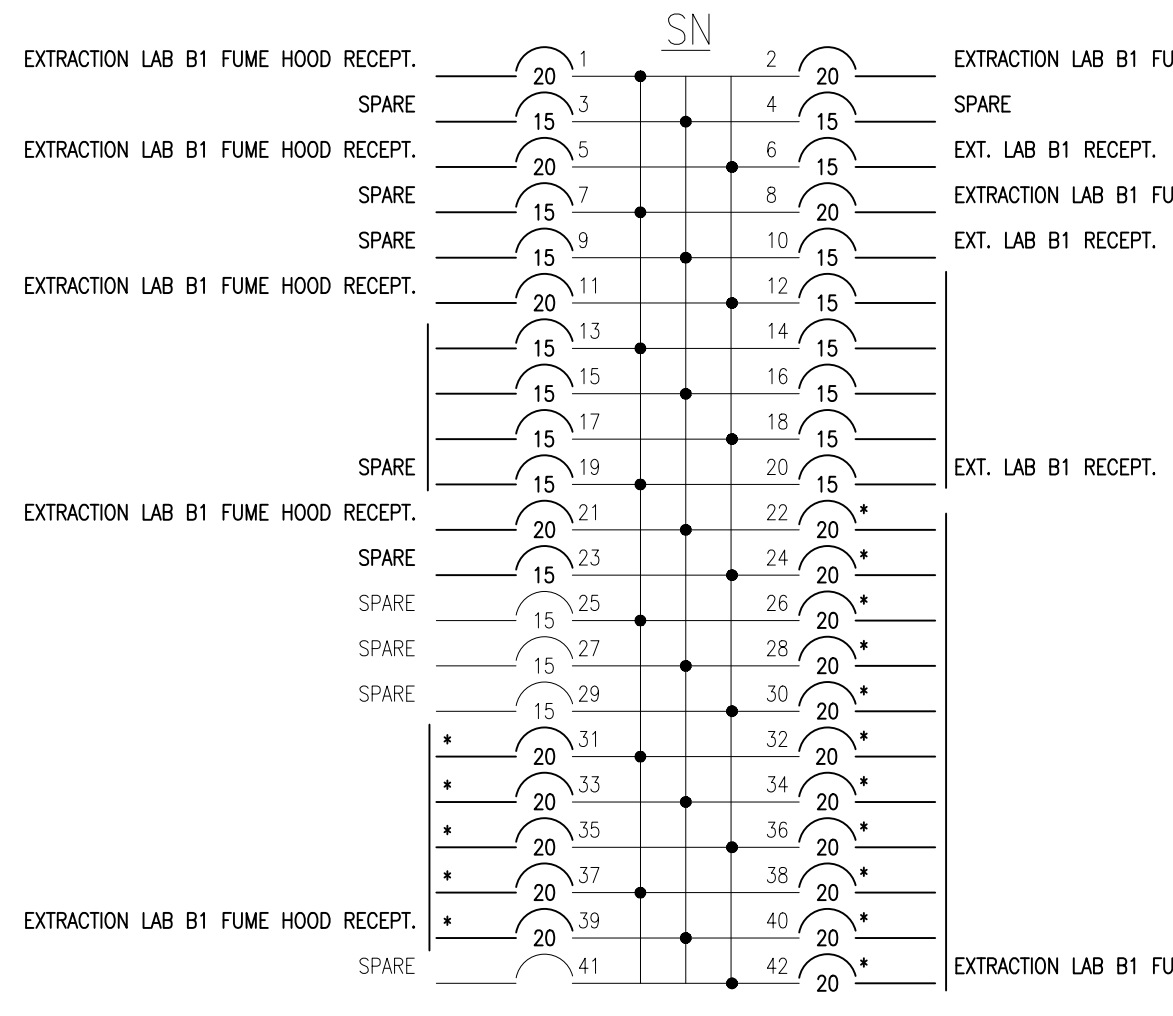 SN
EXTRACTION LAB B1 FUME HOOD RECEPT. 20 1 2 20 EXTRACTION LAB B1 FU
SPARE 15 3 4 15 SPARE
EXTRACTION LAB B1 FUME HOOD RECEPT. 20 5 6 15 EXT. LAB B1 RECEPT.
SPARE 15 7 8 20 EXTRACTION LAB B1 FU
SPARE 15 9 10 15 EXT. LAB B1 RECEPT.
EXTRACTION LAB B1 FUME HOOD RECEPT. 20 11 12 15
15 13 14 15
15 15 16 15
15 17 18 15
SPARE 15 19 20 15 EXT. LAB B1 RECEPT.
EXTRACTION LAB B1 FUME HOOD RECEPT. 20 21 22 20 *
SPARE 15 23 24 20 *
SPARE 15 25 26 20 *
SPARE 15 27 28 20 *
SPARE 15 29 30 20 *
* 20 31 32 20 *
* 20 33 34 20 *
* 20 35 36 20 *
* 20 37 38 20 *
EXTRACTION LAB B1 FUME HOOD RECEPT. * 20 39 40 20 *
SPARE 41 42 20 * EXTRACTION LAB B1 FU